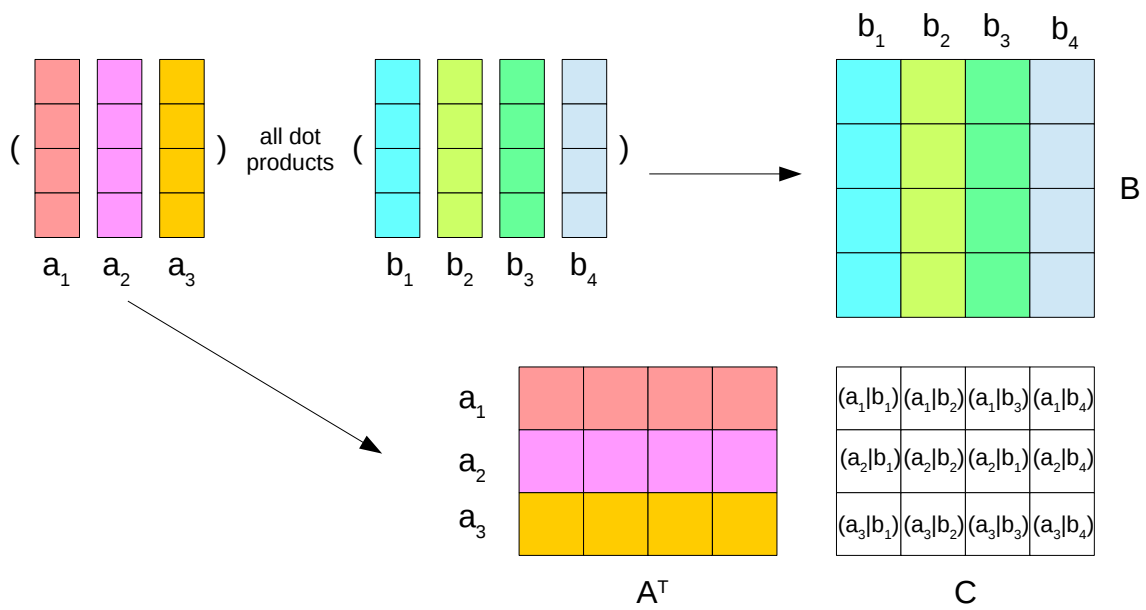 b₁ b₂ b₃ b₄
( ) all dot products ( )
a₁ a₂ a₃
b₁ b₂ b₃ b₄
B
a₁
a₂
a₃
(a₁|b₁) (a₁|b₂) (a₁|b₃) (a₁|b₄)
(a₂|b₁) (a₂|b₂) (a₂|b₁) (a₂|b₄)
(a₃|b₁) (a₃|b₂) (a₃|b₃) (a₃|b₄)
Aᵀ
C